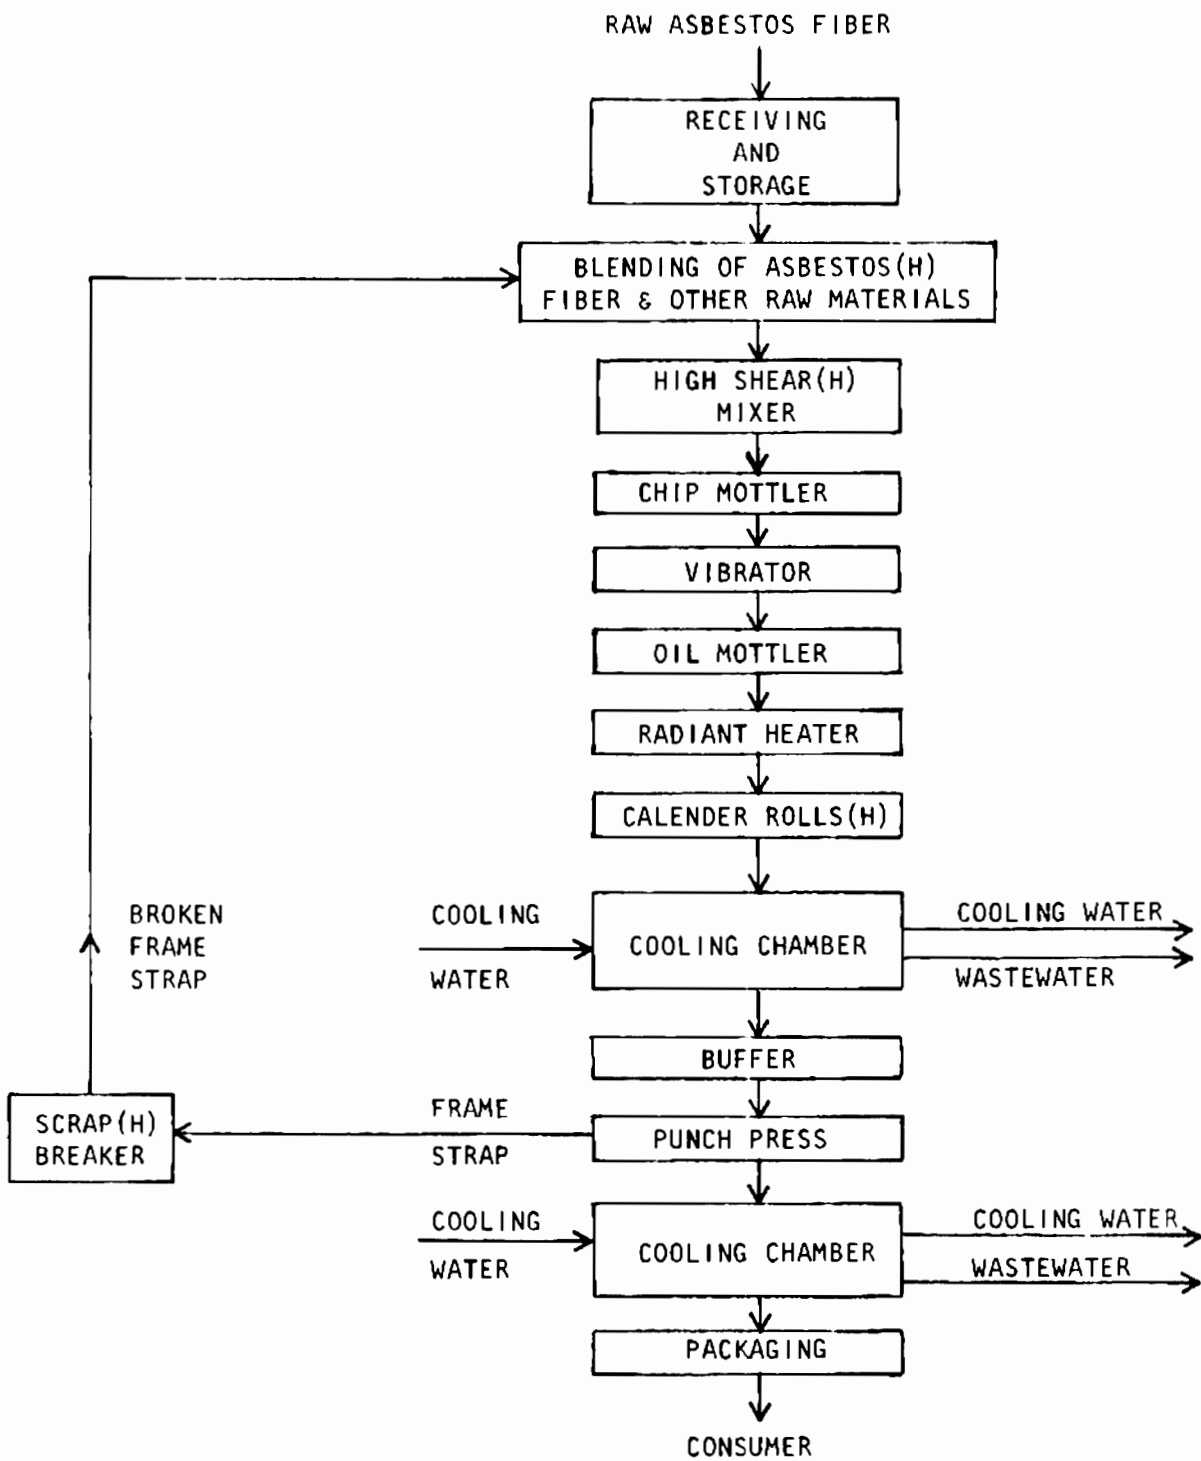 RAW ASBESTOS FIBER
RECEIVING
AND
STORAGE
BLENDING OF ASBESTOS(H)
FIBER & OTHER RAW MATERIALS
HIGH SHEAR(H)
MIXER
CHIP MOTTLER
VIBRATOR
OIL MOTTLER
RADIANT HEATER
CALENDER ROLLS(H)
BROKEN
FRAME
STRAP
COOLING
WATER
COOLING CHAMBER
COOLING WATER
WASTEWATER
BUFFER
SCRAP(H)
BREAKER
FRAME
STRAP
PUNCH PRESS
COOLING
WATER
COOLING CHAMBER
COOLING WATER
WASTEWATER
PACKAGING
CONSUMER